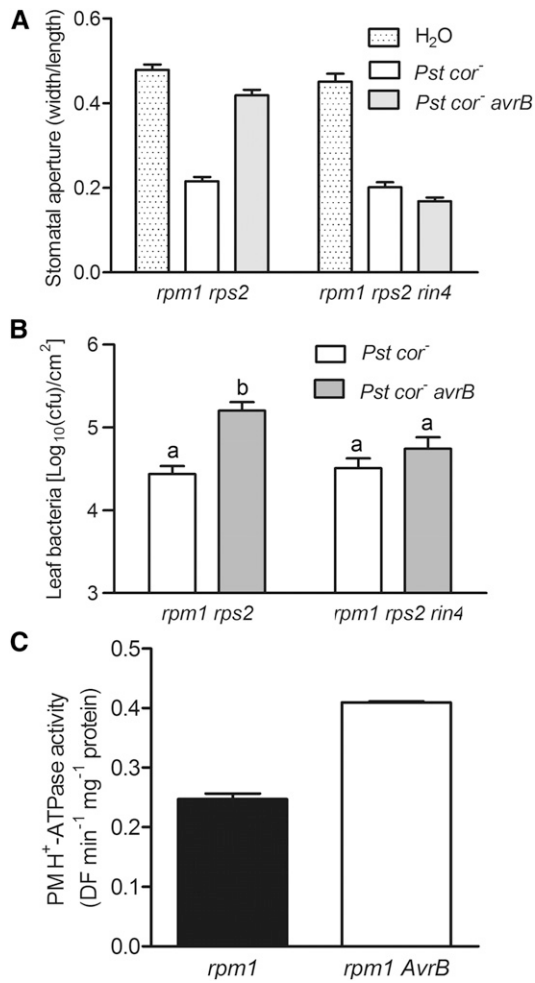 A
Stomatal aperture (width/length)
0.6
0.4
0.2
0.0
H₂O
Pst cor⁻
Pst cor⁻ avrB
rpm1 rps2
rpm1 rps2 rin4
B
Leaf bacteria [Log₁₀(cfu)/cm²]
6
5
4
3
Pst cor⁻
Pst cor⁻ avrB
a
b
a
a
rpm1 rps2
rpm1 rps2 rin4
C
PM H⁺-ATPase activity
(DF min⁻¹ mg⁻¹ protein)
0.5
0.4
0.3
0.2
0.1
0.0
rpm1
rpm1 AvrB